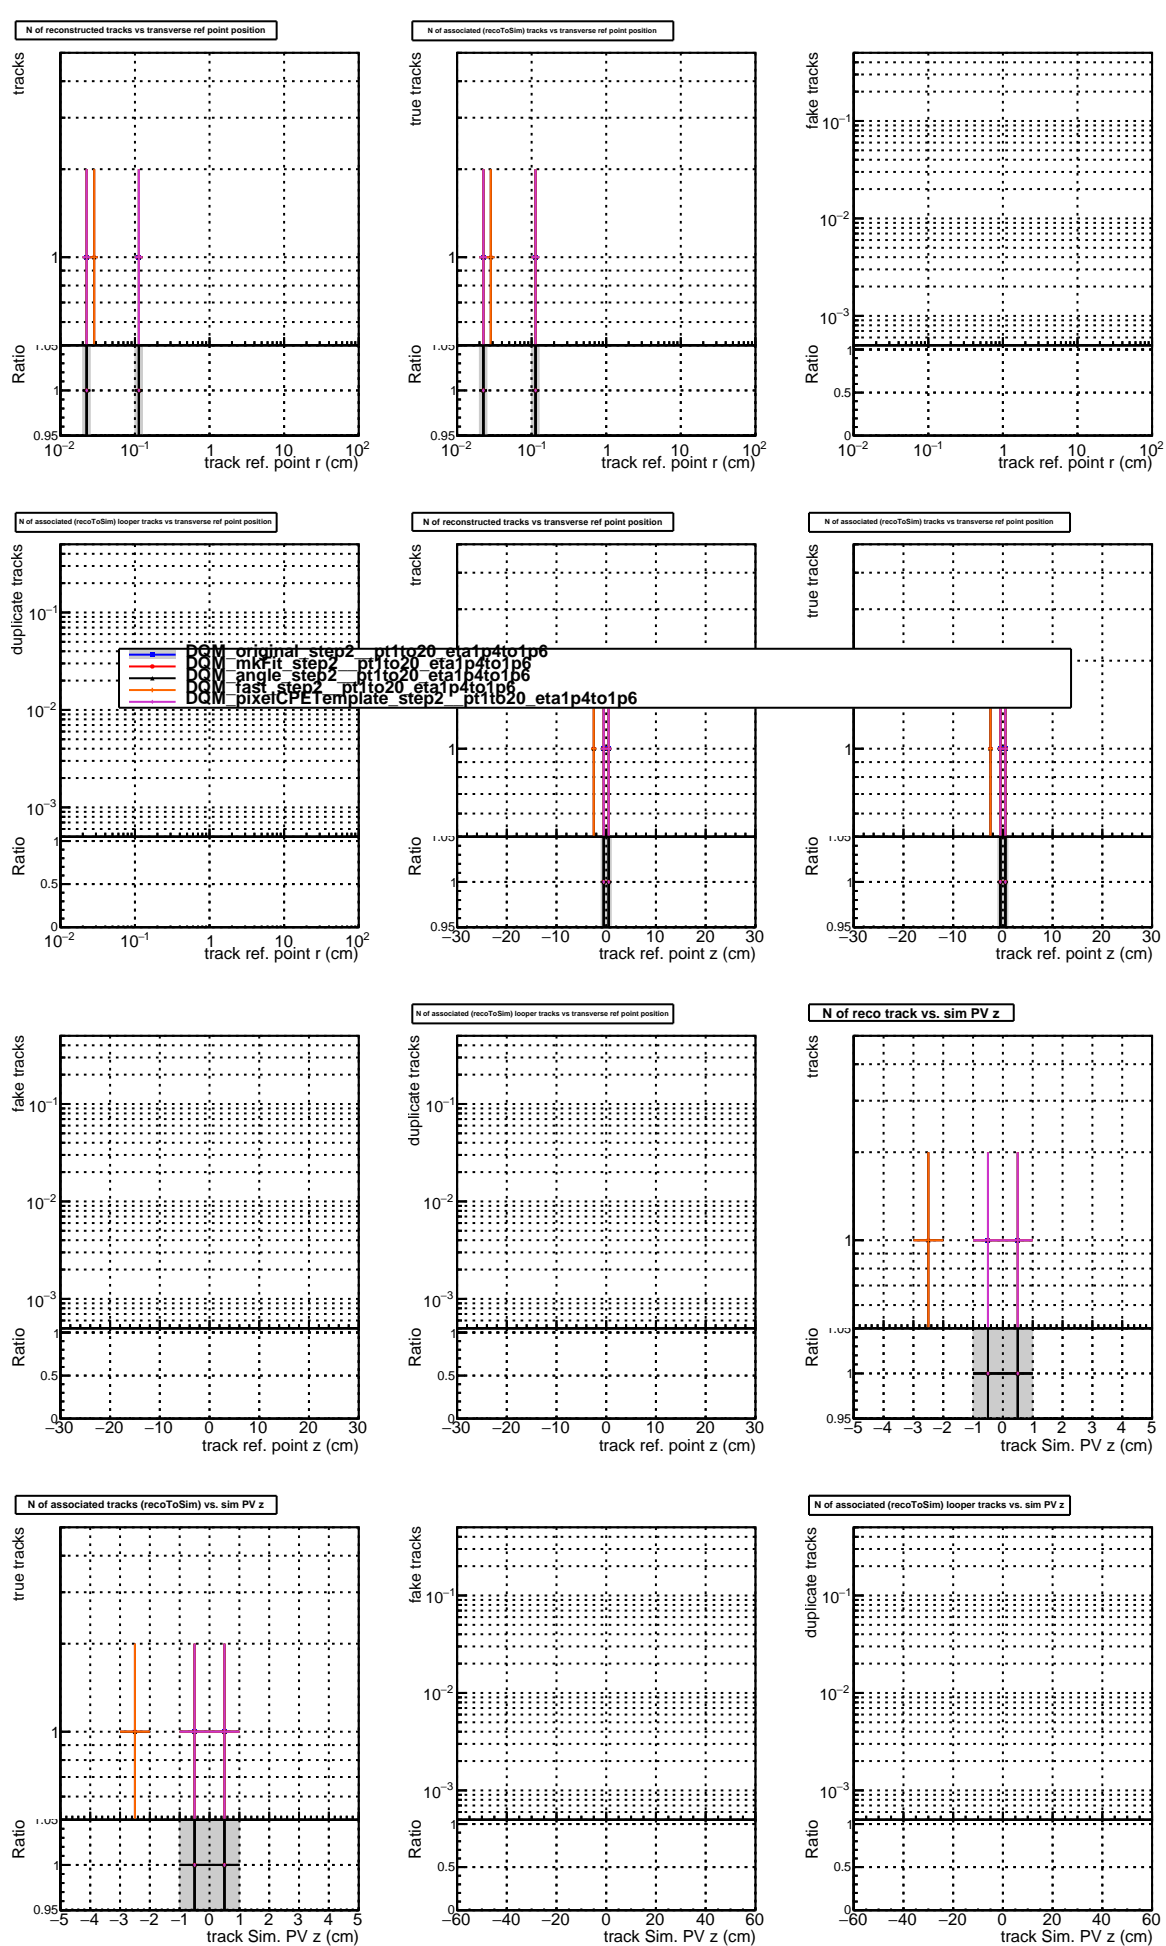 N of reconstructed tracks vs transverse ref point position
tracks
1
1.05
Ratio
1
0.95
10−2 10−1 1 10 102
track ref. point r (cm)
N of associated (recoToSim) tracks vs transverse ref point position
true tracks
1
1.05
Ratio
1
0.95
10−2 10−1 1 10 102
track ref. point r (cm)
fake tracks
10−1
10−2
10−3
Ratio
1
0.5
0
10−2 10−1 1 10 102
track ref. point r (cm)
N of associated (recoToSim) looper tracks vs transverse ref point position
duplicate tracks
10−1
10−2
10−3
Ratio
1
0.5
0
10−2 10−1 1 10 102
track ref. point r (cm)
N of reconstructed tracks vs transverse ref point position
tracks
1
1.05
Ratio
1
0.95
−30 −20 −10 0 10 20 30
track ref. point z (cm)
N of associated (recoToSim) tracks vs transverse ref point position
true tracks
1
1.05
Ratio
1
0.95
−30 −20 −10 0 10 20 30
track ref. point z (cm)
DQM_original_step2__pt1to20_eta1p4to1p6
DQM_mkFit_step2__pt1to20_eta1p4to1p6
DQM_angle_step2__pt1to20_eta1p4to1p6
DQM_fast_step2__pt1to20_eta1p4to1p6
DQM_pixelCPETemplate_step2__pt1to20_eta1p4to1p6
fake tracks
10−1
10−2
10−3
Ratio
1
0.5
0
−30 −20 −10 0 10 20 30
track ref. point z (cm)
N of associated (recoToSim) looper tracks vs transverse ref point position
duplicate tracks
10−1
10−2
10−3
Ratio
1
0.5
0
−30 −20 −10 0 10 20 30
track ref. point z (cm)
N of reco track vs. sim PV z
tracks
1
1.05
Ratio
1
0.95
−5 −4 −3 −2 −1 0 1 2 3 4 5
track Sim. PV z (cm)
N of associated tracks (recoToSim) vs. sim PV z
true tracks
1
1.05
Ratio
1
0.95
−5 −4 −3 −2 −1 0 1 2 3 4 5
track Sim. PV z (cm)
fake tracks
10−1
10−2
10−3
Ratio
1
0.5
0
−60 −40 −20 0 20 40 60
track Sim. PV z (cm)
N of associated (recoToSim) looper tracks vs. sim PV z
duplicate tracks
10−1
10−2
10−3
Ratio
1
0.5
0
−60 −40 −20 0 20 40 60
track Sim. PV z (cm)